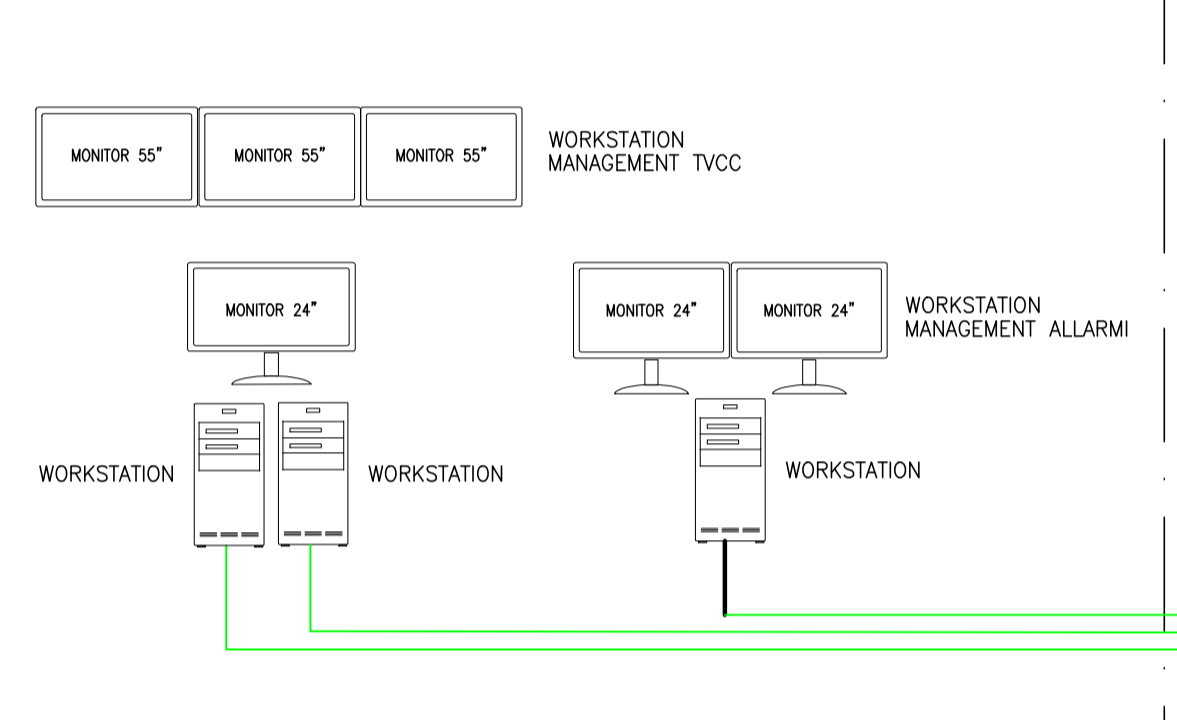 MONITOR 55"
MONITOR 55"
MONITOR 55"
WORKSTATION
MANAGEMENT TVCC
MONITOR 24"
MONITOR 24"
MONITOR 24"
WORKSTATION
MANAGEMENT ALLARMI
WORKSTATION
WORKSTATION
WORKSTATION